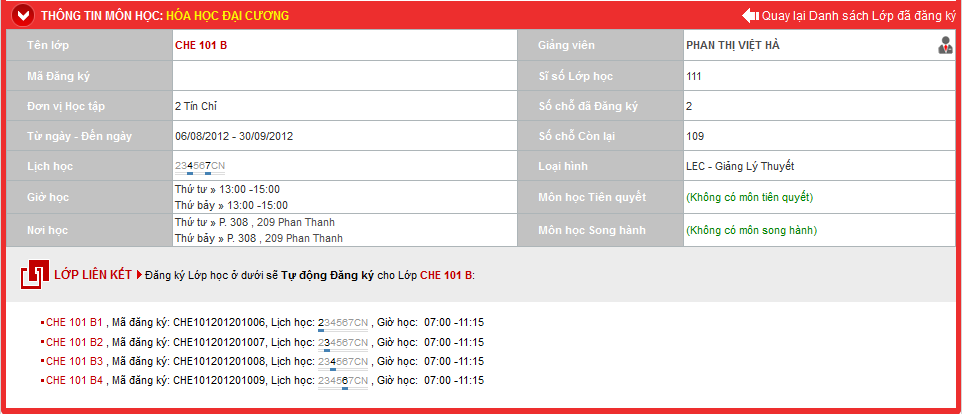 THÔNG TIN MÔN HỌC: HÓA HỌC ĐẠI CƯƠNG
Quay lại Danh sách Lớp đã đăng ký
Tên lớp CHE 101 B Giảng viên PHAN THỊ VIỆT HÀ
Mã Đăng ký Sĩ số Lớp học 111
Đơn vị Học tập 2 Tín Chỉ Số chỗ đã Đăng ký 2
Từ ngày - Đến ngày 06/08/2012 - 30/09/2012 Số chỗ Còn lại 109
Lịch học 234567CN Loại hình LEC - Giảng Lý Thuyết
Giờ học Thứ tư » 13:00 -15:00 Môn học Tiên quyết (Không có môn tiên quyết)
Thứ bảy » 13:00 -15:00
Nơi học Thứ tư » P. 308 , 209 Phan Thanh Môn học Song hành (Không có môn song hành)
Thứ bảy » P. 308 , 209 Phan Thanh
LỚP LIÊN KẾT Đăng ký Lớp học ở dưới sẽ Tự động Đăng ký cho Lớp CHE 101 B:
CHE 101 B1 , Mã đăng ký: CHE101201201006, Lịch học: 234567CN , Giờ học: 07:00 -11:15
CHE 101 B2 , Mã đăng ký: CHE101201201007, Lịch học: 234567CN , Giờ học: 07:00 -11:15
CHE 101 B3 , Mã đăng ký: CHE101201201008, Lịch học: 234567CN , Giờ học: 07:00 -11:15
CHE 101 B4 , Mã đăng ký: CHE101201201009, Lịch học: 234567CN , Giờ học: 07:00 -11:15